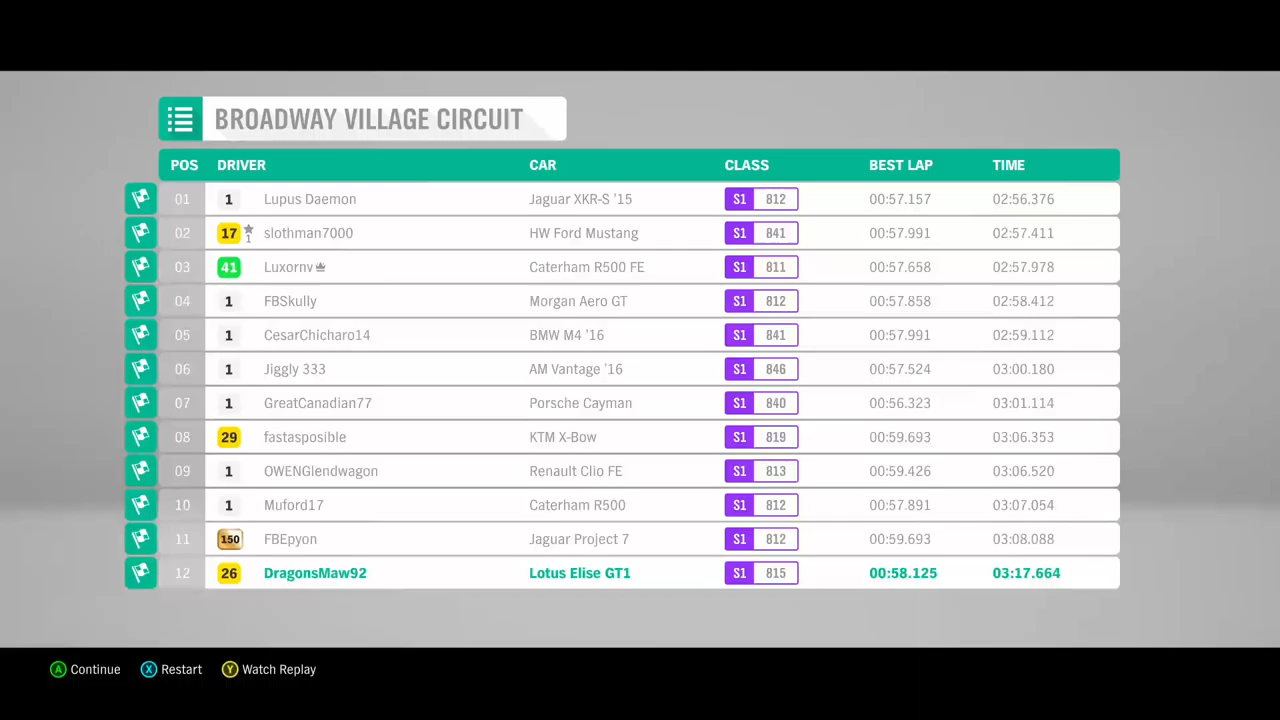 BROADWAY VILLAGE CIRCUIT
POS DRIVER CAR CLASS BEST LAP TIME
01 1 Lupus Daemon Jaguar XKR-S '15 S1 812 00:57.157 02:56.376
02 17 1 slothman7000 HW Ford Mustang S1 841 00:57.991 02:57.411
03 41 Luxornv Caterham R500 FE S1 811 00:57.658 02:57.978
04 1 FBSkully Morgan Aero GT S1 812 00:57.858 02:58.412
05 1 CesarChicharo14 BMW M4 '16 S1 841 00:57.991 02:59.112
06 1 Jiggly 333 AM Vantage '16 S1 846 00:57.524 03:00.180
07 1 GreatCanadian77 Porsche Cayman S1 840 00:56.323 03:01.114
08 29 fastasposible KTM X-Bow S1 819 00:59.693 03:06.353
09 1 OWENGlendwagon Renault Clio FE S1 813 00:59.426 03:06.520
10 1 Muford17 Caterham R500 S1 812 00:57.891 03:07.054
11 150 FBEpyon Jaguar Project 7 S1 812 00:59.693 03:08.088
12 26 DragonsMaw92 Lotus Elise GT1 S1 815 00:58.125 03:17.664
A Continue X Restart Y Watch Replay